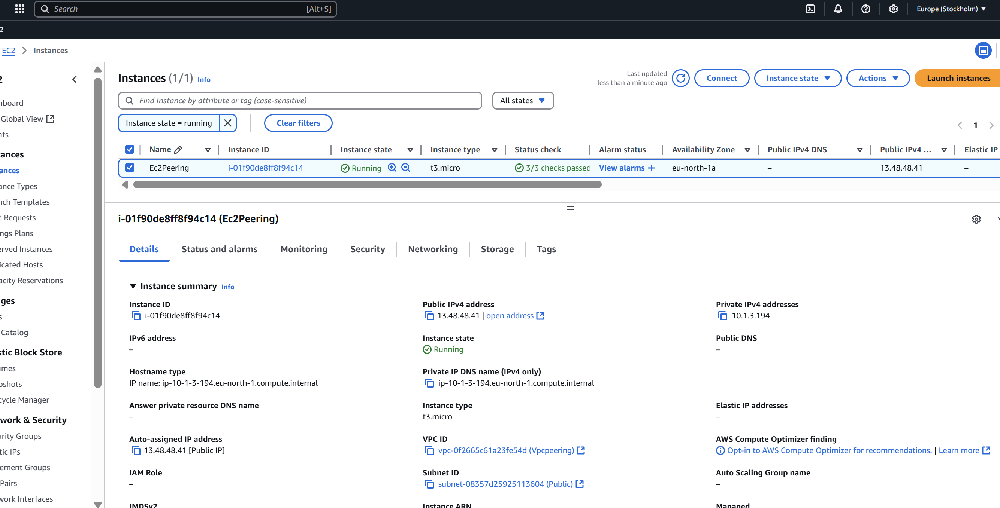 Search [Alt+S] Europe (Stockholm)
2
EC2 Instances
2
nboard
Global View
nts
tances
ances
ance Types
nch Templates
t Requests
ngs Plans
erved Instances
icated Hosts
acity Reservations
ges
s
Catalog
stic Block Store
umes
pshots
cycle Manager
work & Security
urity Groups
tic IPs
ement Groups
Pairs
work Interfaces
Instances (1/1) Info
Last updated
less than a minute ago
Connect Instance state Actions Launch instances
Find Instance by attribute or tag (case-sensitive) All states
Instance state = running Clear filters 1
Name Instance ID Instance state Instance type Status check Alarm status Availability Zone Public IPv4 DNS Public IPv4 ... Elastic IP
Ec2Peering i-01f90de8ff8f94c14 Running t3.micro 3/3 checks passed View alarms + eu-north-1a – 13.48.48.41 –
i-01f90de8ff8f94c14 (Ec2Peering)
Details Status and alarms Monitoring Security Networking Storage Tags
Instance summary Info
Instance ID
i-01f90de8ff8f94c14
Public IPv4 address
13.48.48.41 | open address
Private IPv4 addresses
10.1.3.194
IPv6 address
–
Instance state
Running
Public DNS
–
Hostname type
IP name: ip-10-1-3-194.eu-north-1.compute.internal
Private IP DNS name (IPv4 only)
ip-10-1-3-194.eu-north-1.compute.internal
Answer private resource DNS name
–
Instance type
t3.micro
Elastic IP addresses
–
Auto-assigned IP address
13.48.48.41 [Public IP]
VPC ID
vpc-0f2665c61a23fe54d (Vpcpeering)
AWS Compute Optimizer finding
Opt-in to AWS Compute Optimizer for recommendations. | Learn more
IAM Role
–
Subnet ID
subnet-08357d25925113604 (Public)
Auto Scaling Group name
–
IMDSv2
Instance ARN
Managed